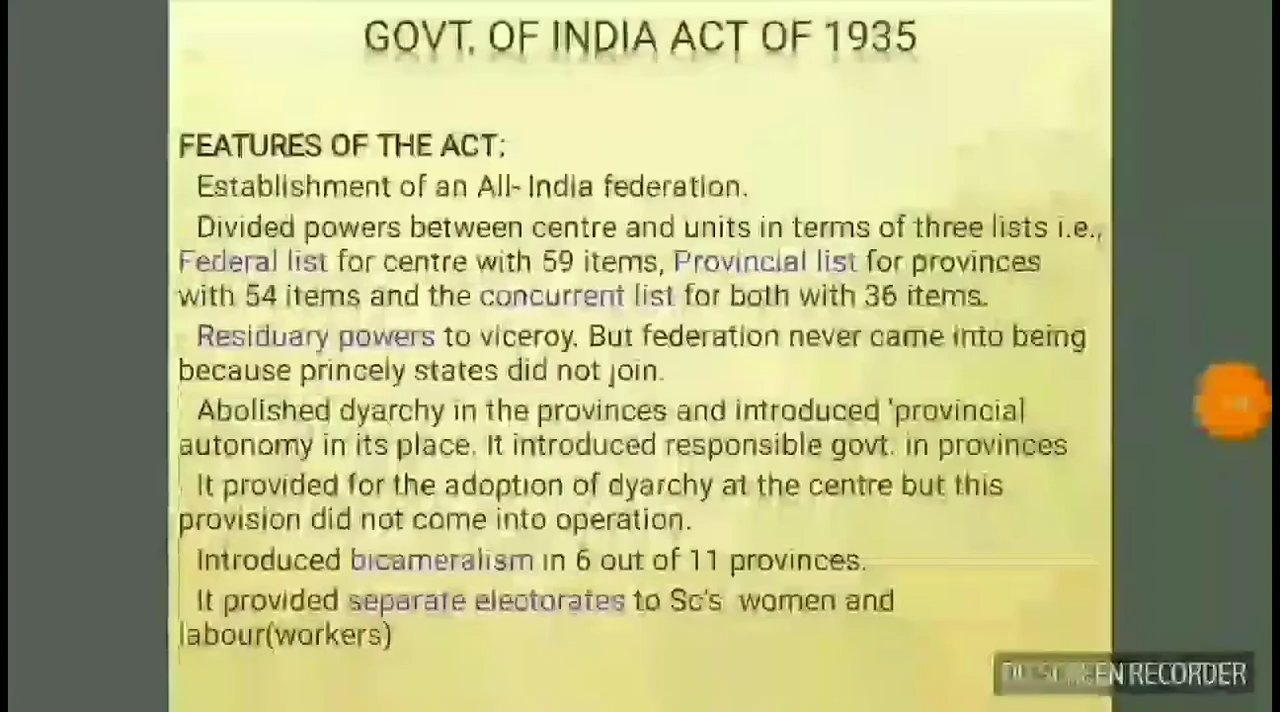 GOVT. OF INDIA ACT OF 1935
FEATURES OF THE ACT:
Establishment of an All- India federation.
Divided powers between centre and units in terms of three lists i.e.,
Federal list for centre with 59 items, Provincial list for provinces
with 54 items and the concurrent list for both with 36 items.
Residuary powers to viceroy. But federation never came into being
because princely states did not join.
Abolished dyarchy in the provinces and introduced 'provincial
autonomy in its place. It introduced responsible govt. in provinces
It provided for the adoption of dyarchy at the centre but this
provision did not come into operation.
Introduced bicameralism in 6 out of 11 provinces.
It provided separate electorates to Sc's women and
labour(workers)
SCREEN RECORDER